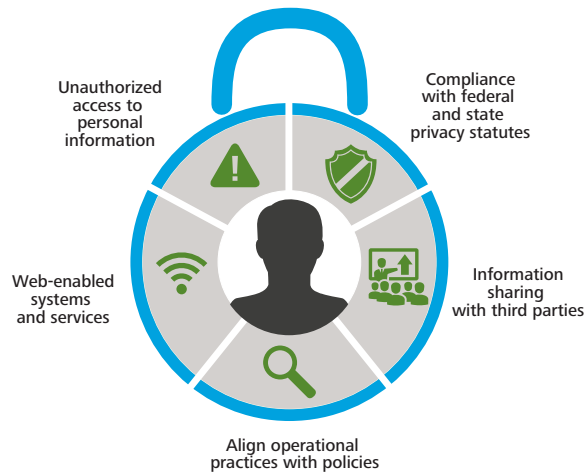 Unauthorized
access to
personal
information
Compliance
with federal
and state
privacy statutes
Web-enabled
systems
and services
Information
sharing
with third parties
Align operational
practices with policies